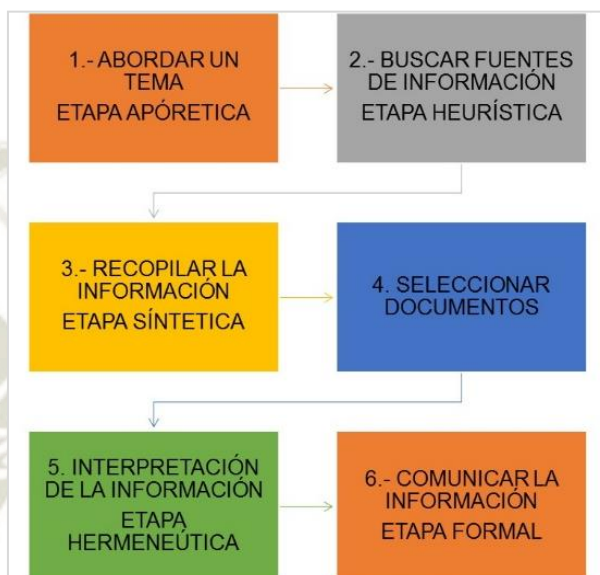 1.- ABORDAR UN
TEMA
ETAPA APÓRETICA
2.- BUSCAR FUENTES
DE INFORMACIÓN
ETAPA HEURÍSTICA
3.- RECOPILAR LA
INFORMACIÓN
ETAPA SÍNTETICA
4. SELECCIONAR
DOCUMENTOS
5. INTERPRETACIÓN
DE LA INFORMACIÓN
ETAPA
HERMENEÚTICA
6.- COMUNICAR LA
INFORMACIÓN
ETAPA FORMAL